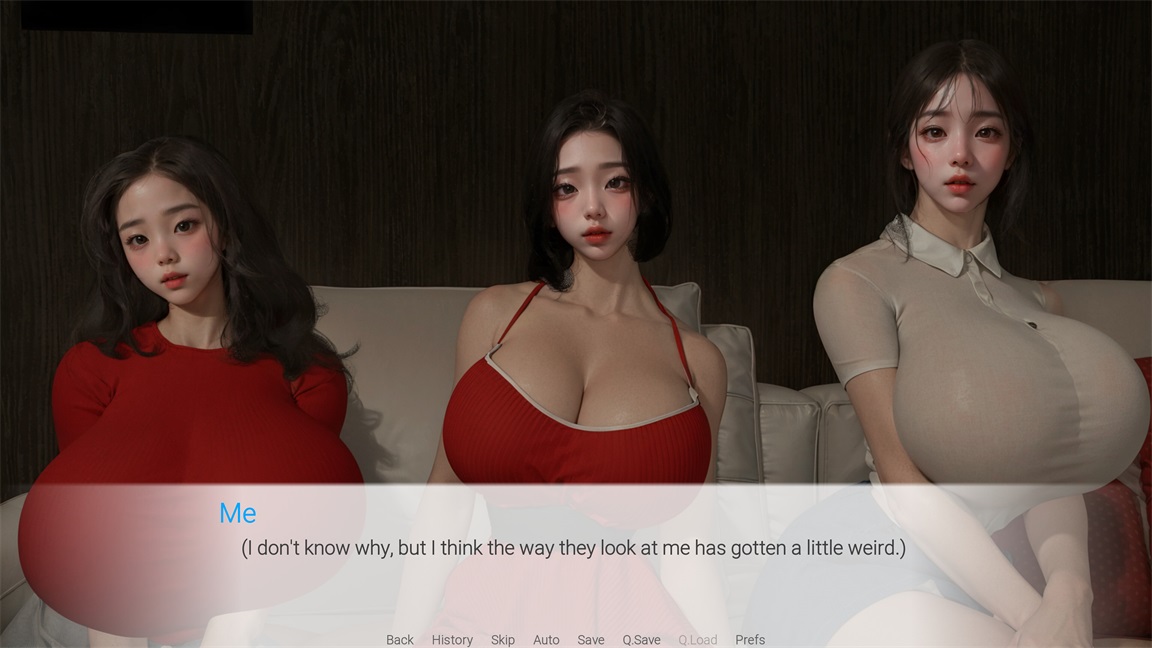 Me
(I don't know why, but I think the way they look at me has gotten a little weird.)
Back History Skip Auto Save Q.Save Q.Load Prefs